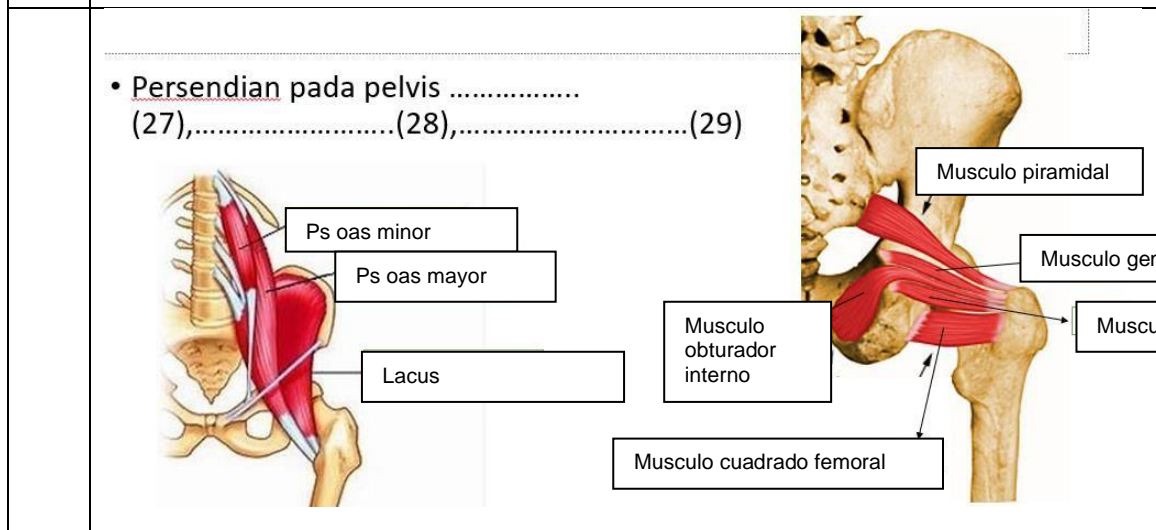 • Persendian pada pelvis ................
(27),.........................(28),.............................(29)
Ps oas minor
Ps oas mayor
Lacus
Musculo piramidal
Musculo
Musculo
obturador
interno
Musculo cuadrado femoral